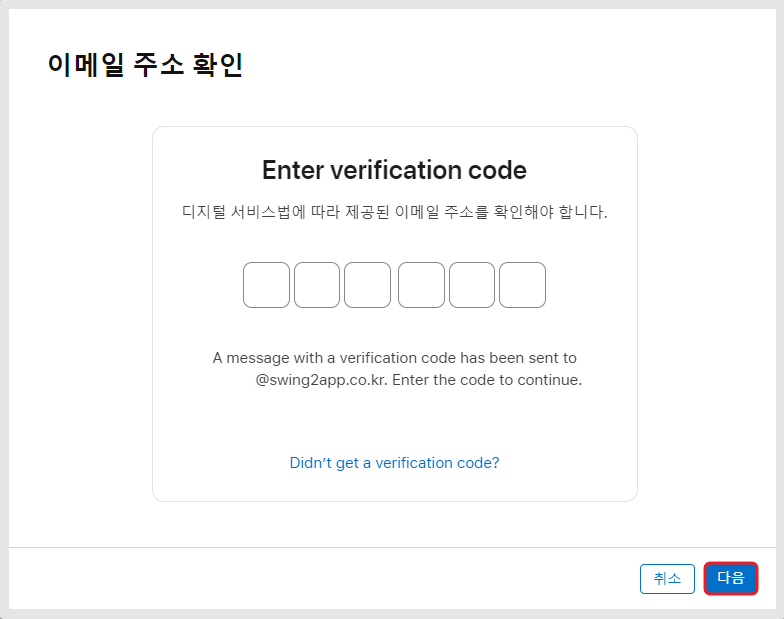 이메일 주소 확인
Enter verification code
디지털 서비스법에 따라 제공된 이메일 주소를 확인해야 합니다.
A message with a verification code has been sent to
@swing2app.co.kr. Enter the code to continue.
Didn’t get a verification code?
취소 다음